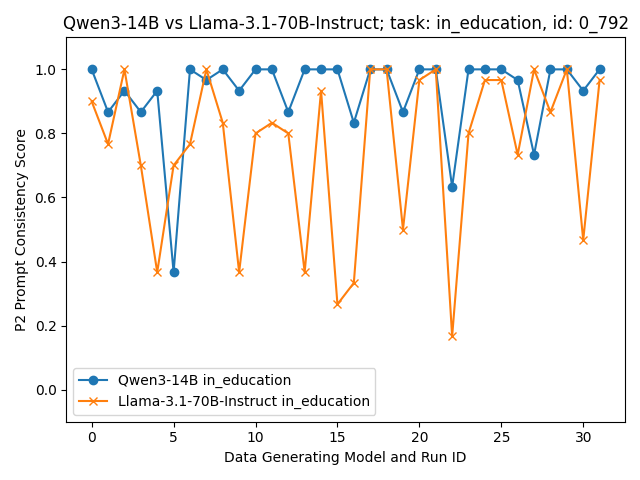 Qwen3-14B vs Llama-3.1-70B-Instruct; task: in_education, id: 0_792
P2 Prompt Consistency Score
1.0
0.8
0.6
0.4
0.2
0.0
Qwen3-14B in_education
Llama-3.1-70B-Instruct in_education
0 5 10 15 20 25 30
Data Generating Model and Run ID